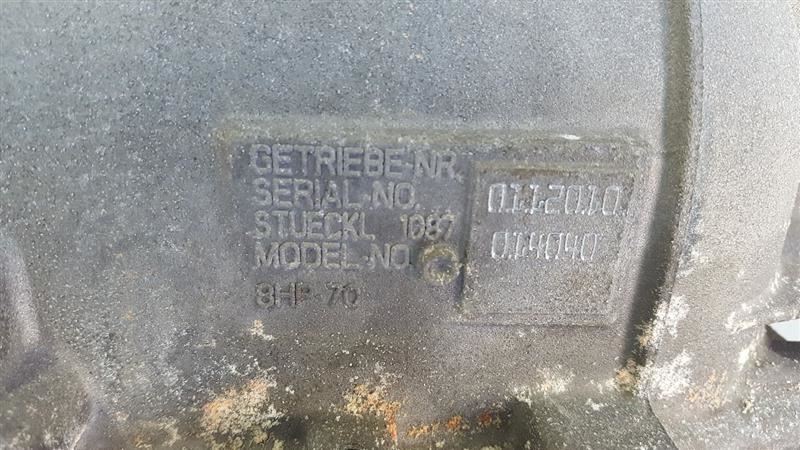 GETRIEBE-NR.
SERIAL-NO.
STUECKL 1087
MODEL-NO.
8HP 70
0112010
014040